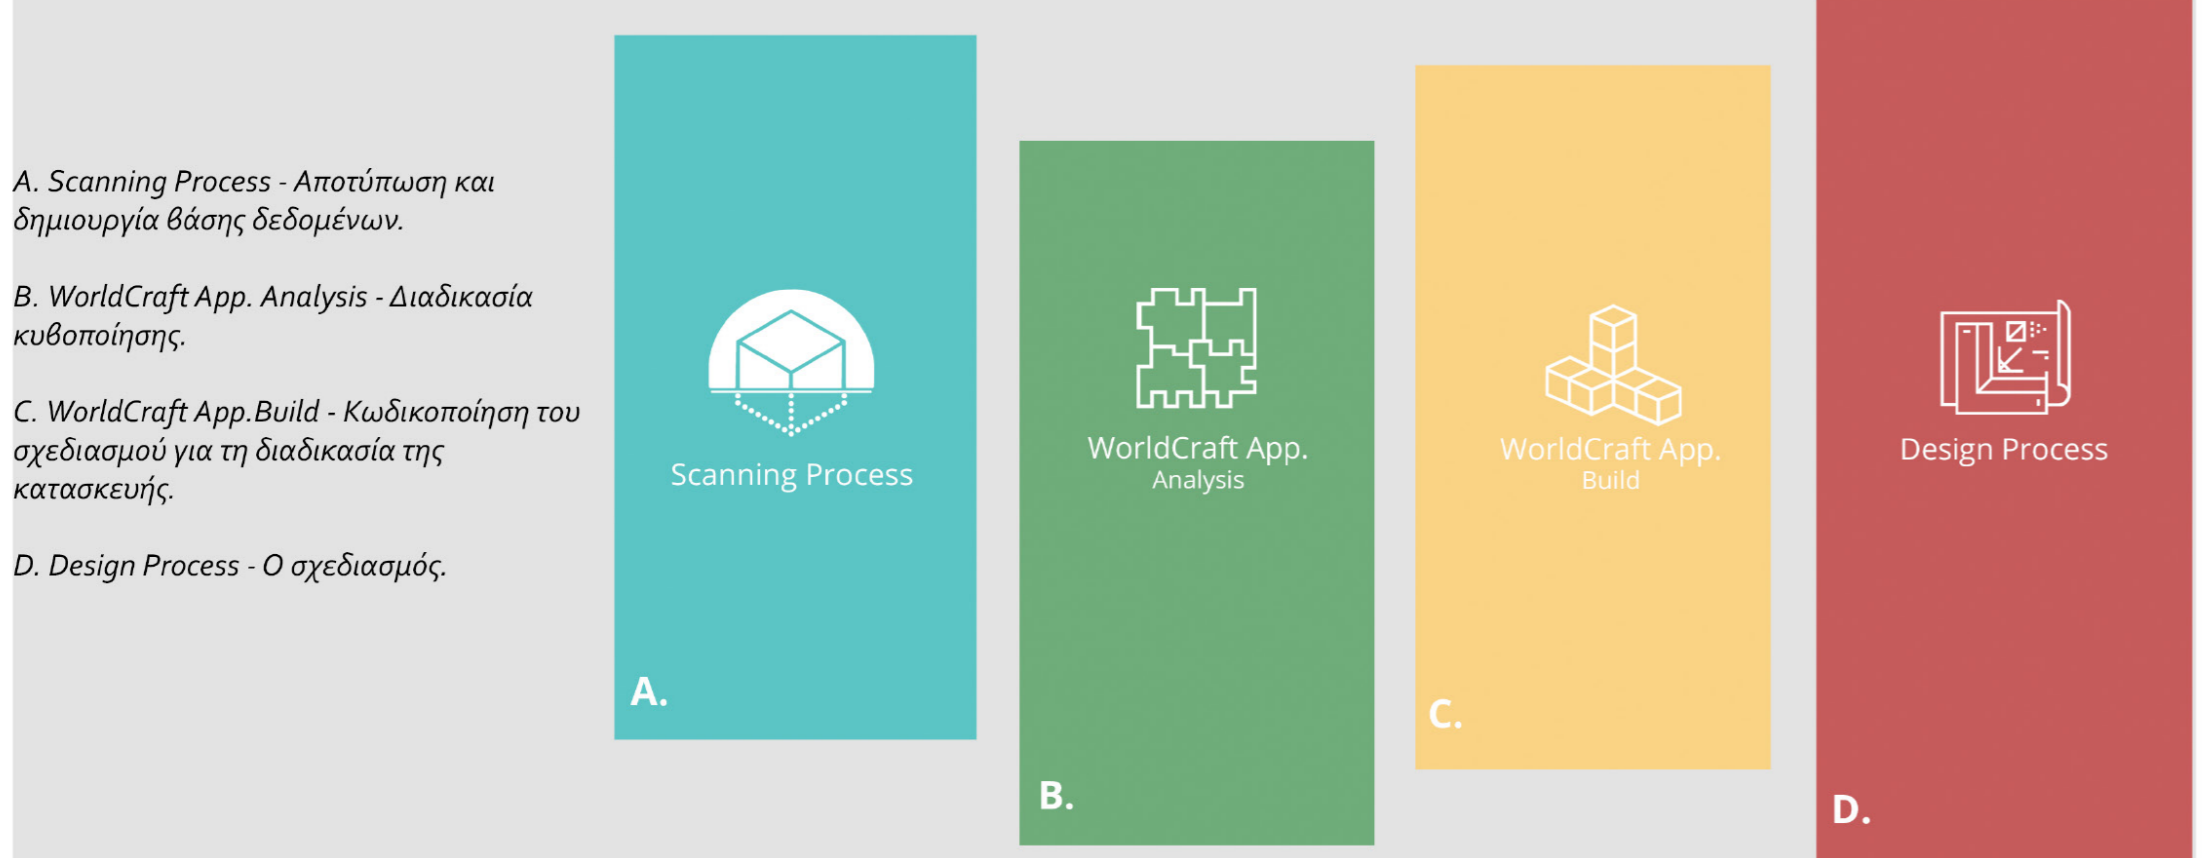 A. Scanning Process - Αποτύπωση και
δημιουργία βάσης δεδομένων.
B. WorldCraft App. Analysis - Διαδικασία
κυβοποίησης.
C. WorldCraft App.Build - Κωδικοποίηση του
σχεδιασμού για τη διαδικασία της
κατασκευής.
D. Design Process - Ο σχεδιασμός.
Scanning Process
A.
WorldCraft App.
Analysis
B.
WorldCraft App.
Build
C.
Design Process
D.